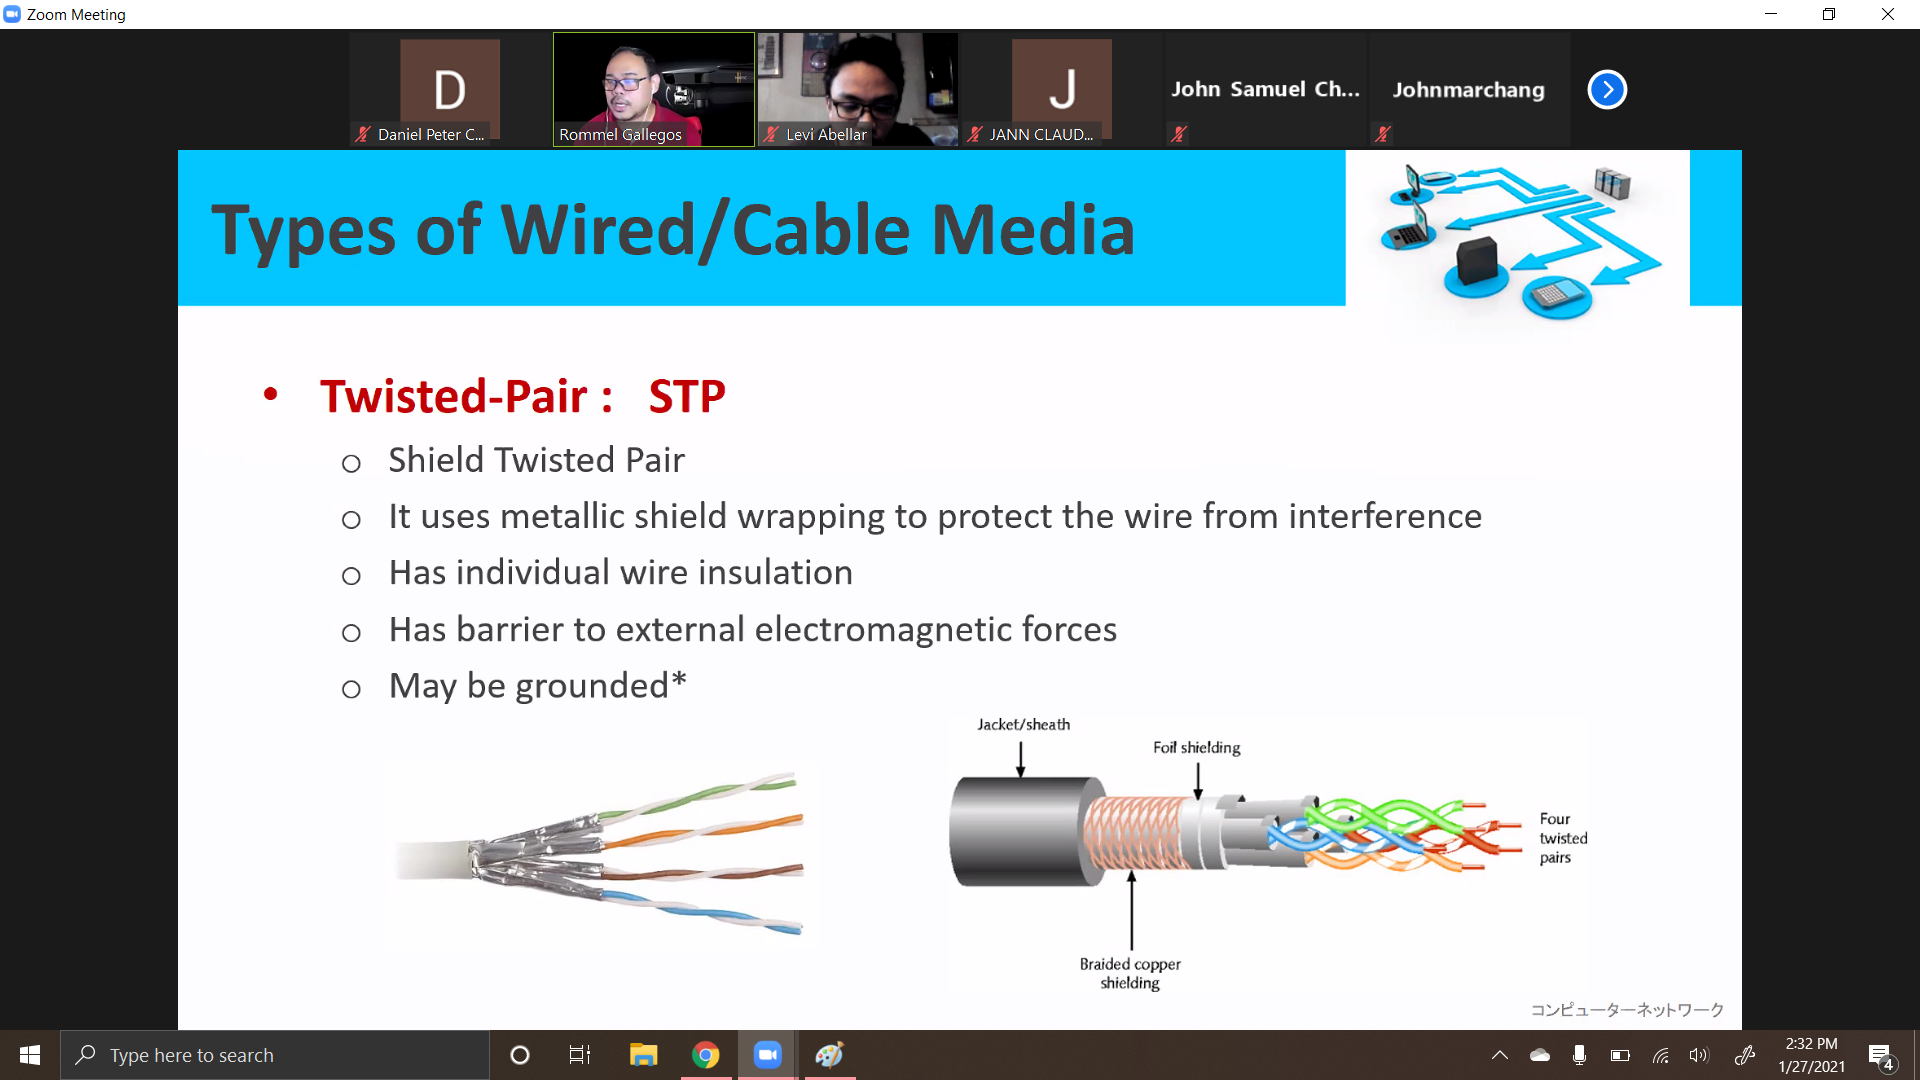 Zoom Meeting
D
Daniel Peter C...
Rommel Gallegos
Levi Abellar
J
JANN CLAUD...
John Samuel Ch...
Johnmarchang
Types of Wired/Cable Media
• Twisted-Pair : STP
o Shield Twisted Pair
o It uses metallic shield wrapping to protect the wire from interference
o Has individual wire insulation
o Has barrier to external electromagnetic forces
o May be grounded*
Jacket/sheath
Foil shielding
Four
twisted
pairs
Braided copper
shielding
コンピューターネットワーク
Type here to search
2:32 PM
1/27/2021
4